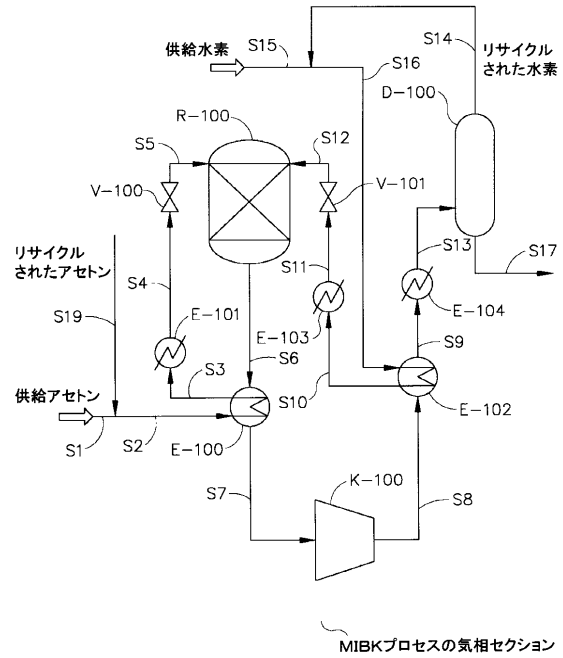 S14
供給水素
S15
S16
リサイクル
された水素
D-100
R-100
S5
S12
V-100
V-101
S13
S17
リサイクル
されたアセトン
S4
S11
S19
E-101
E-103
E-104
S3
S6
S9
S10
供給アセトン
S1
S2
E-100
E-102
S7
K-100
S8
MIBKプロセスの気相セクション